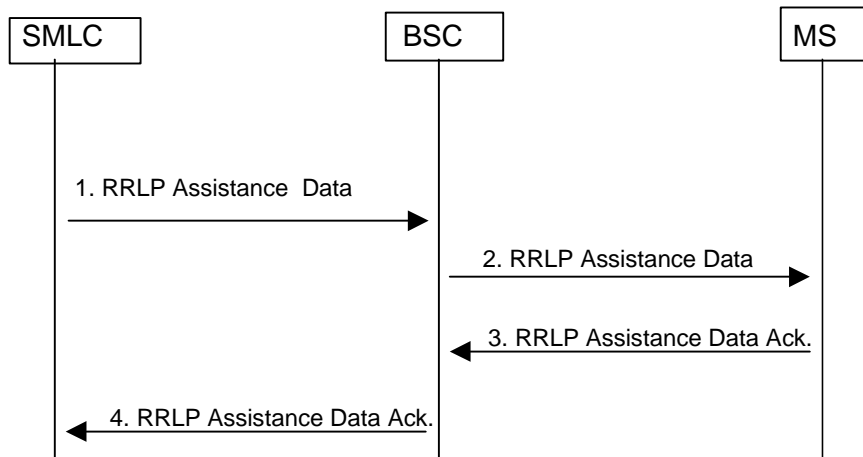 SMLC
BSC
MS
1. RRLP Assistance Data
2. RRLP Assistance Data
3. RRLP Assistance Data Ack.
4. RRLP Assistance Data Ack.